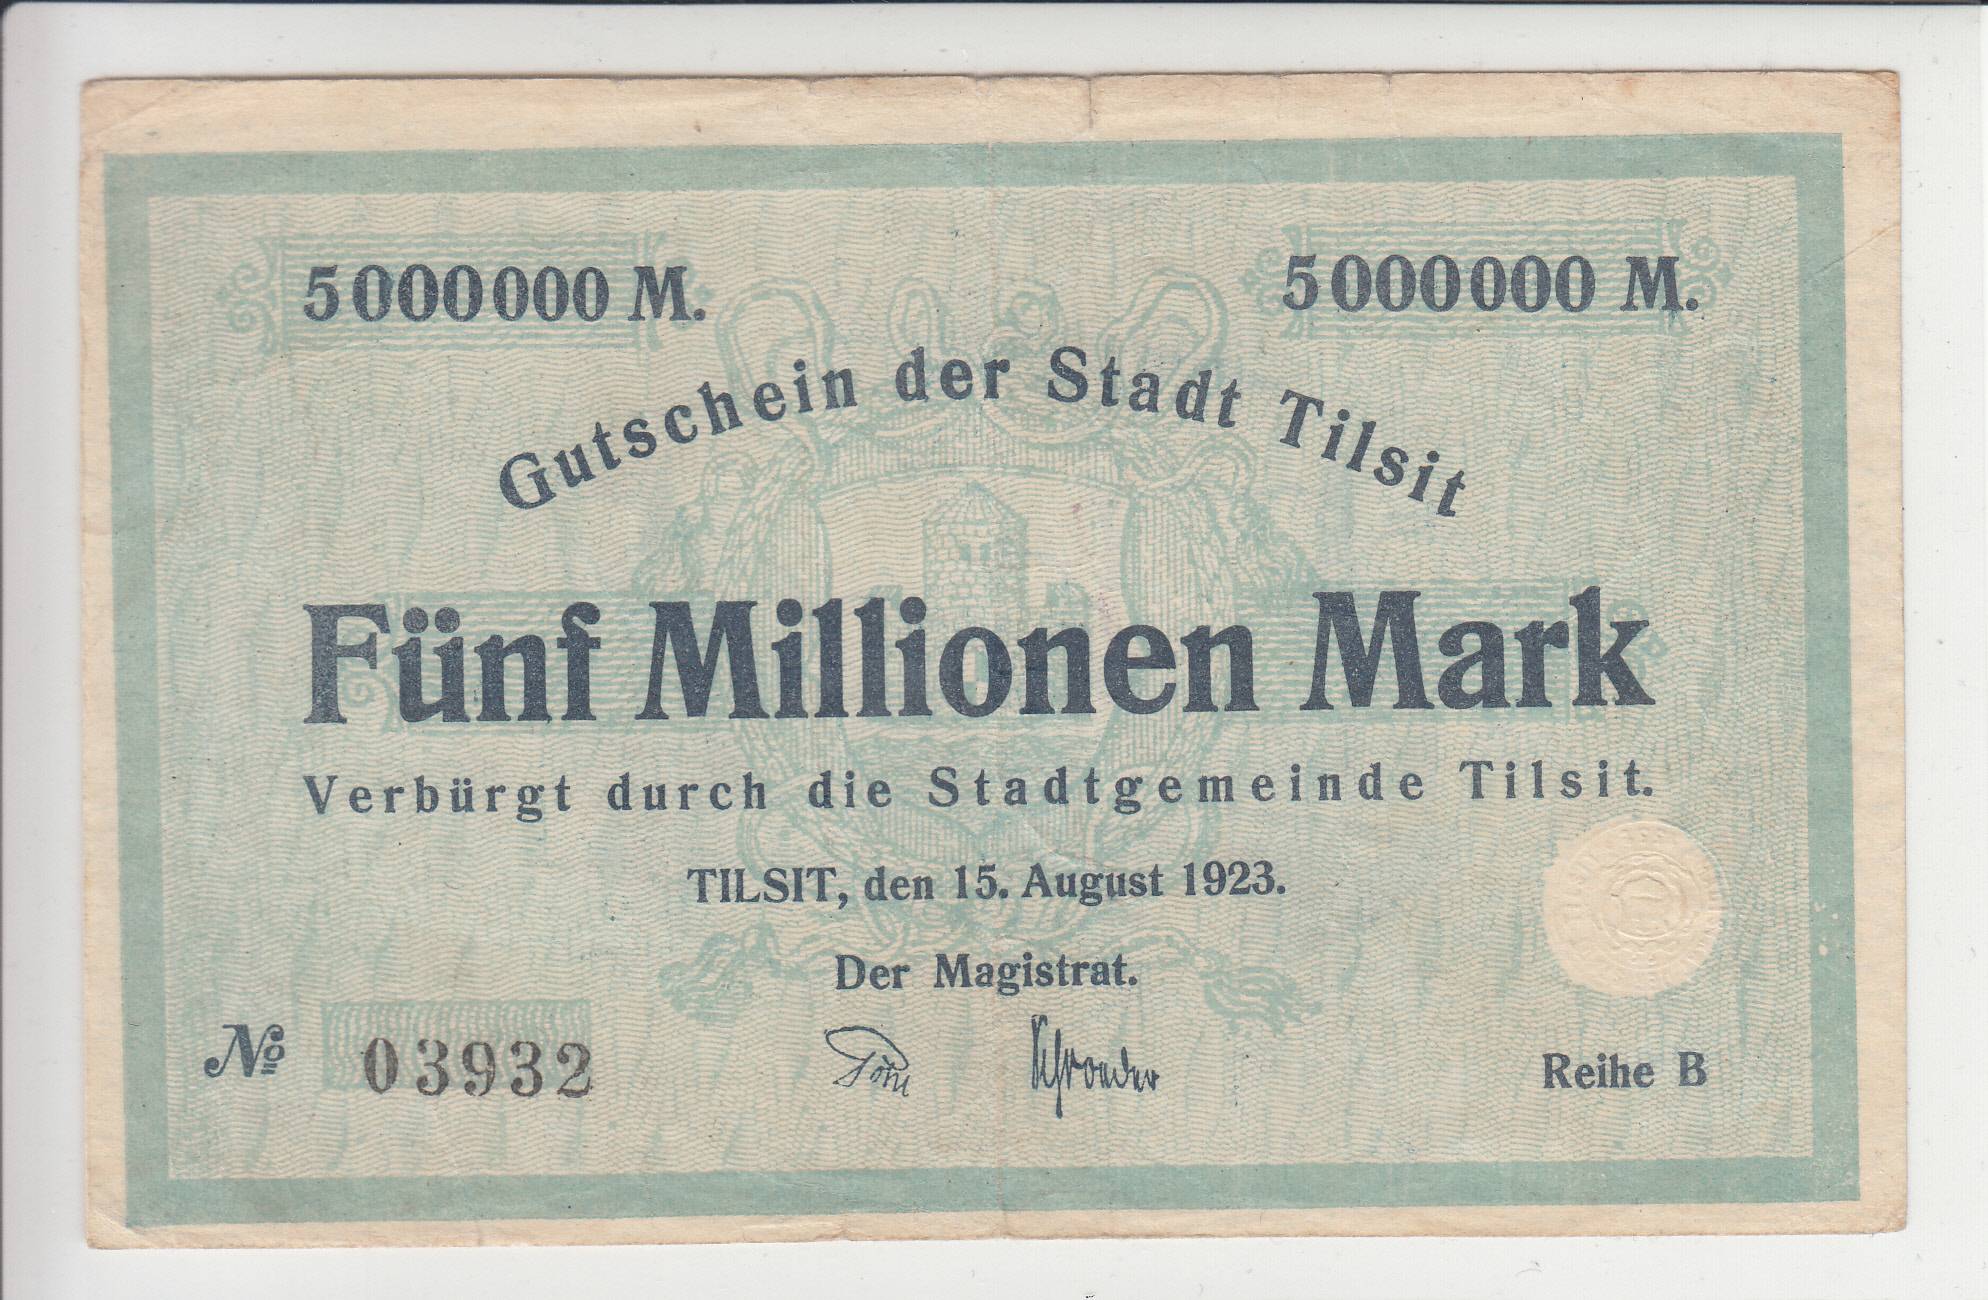 5000000 M. 5000000 M.
Gutschein der Stadt Tilsit
Fünf Millionen Mark
Verbürgt durch die Stadtgemeinde Tilsit.
TILSIT, den 15. August 1923.
Der Magistrat.
№ 03932 Schroeder Reihe B